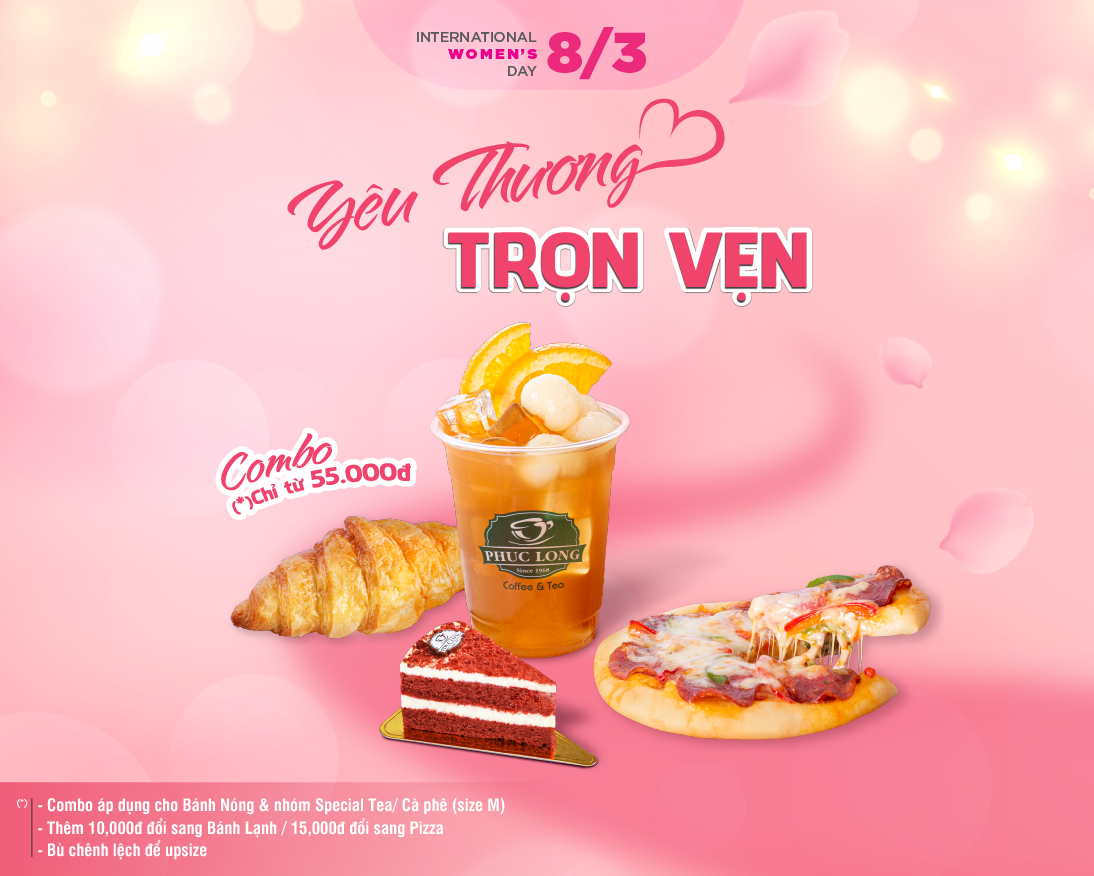 INTERNATIONAL
WOMEN'S
DAY
8/3
Yêu Thương
TRỌN VẸN
Combo
(*)Chỉ từ 55.000đ
PHUC LONG
Since 1968
Coffee & Tea
(*)
- Combo áp dụng cho Bánh Nóng & nhóm Special Tea/ Cà phê (size M)
- Thêm 10,000đ đổi sang Bánh Lạnh / 15,000đ đổi sang Pizza
- Bù chênh lệch để upsize